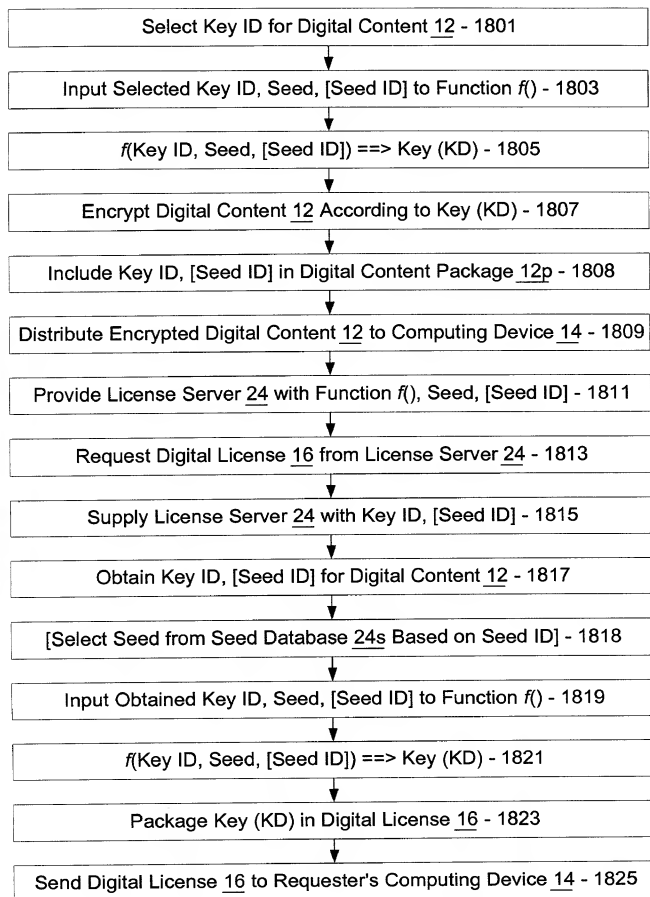 Select Key ID for Digital Content 12 - 1801
Input Selected Key ID, Seed, [Seed ID] to Function f() - 1803
f(Key ID, Seed, [Seed ID]) ==> Key (KD) - 1805
Encrypt Digital Content 12 According to Key (KD) - 1807
Include Key ID, [Seed ID] in Digital Content Package 12p - 1808
Distribute Encrypted Digital Content 12 to Computing Device 14 - 1809
Provide License Server 24 with Function f(), Seed, [Seed ID] - 1811
Request Digital License 16 from License Server 24 - 1813
Supply License Server 24 with Key ID, [Seed ID] - 1815
Obtain Key ID, [Seed ID] for Digital Content 12 - 1817
[Select Seed from Seed Database 24s Based on Seed ID] - 1818
Input Obtained Key ID, Seed, [Seed ID] to Function f() - 1819
f(Key ID, Seed, [Seed ID]) ==> Key (KD) - 1821
Package Key (KD) in Digital License 16 - 1823
Send Digital License 16 to Requester's Computing Device 14 - 1825